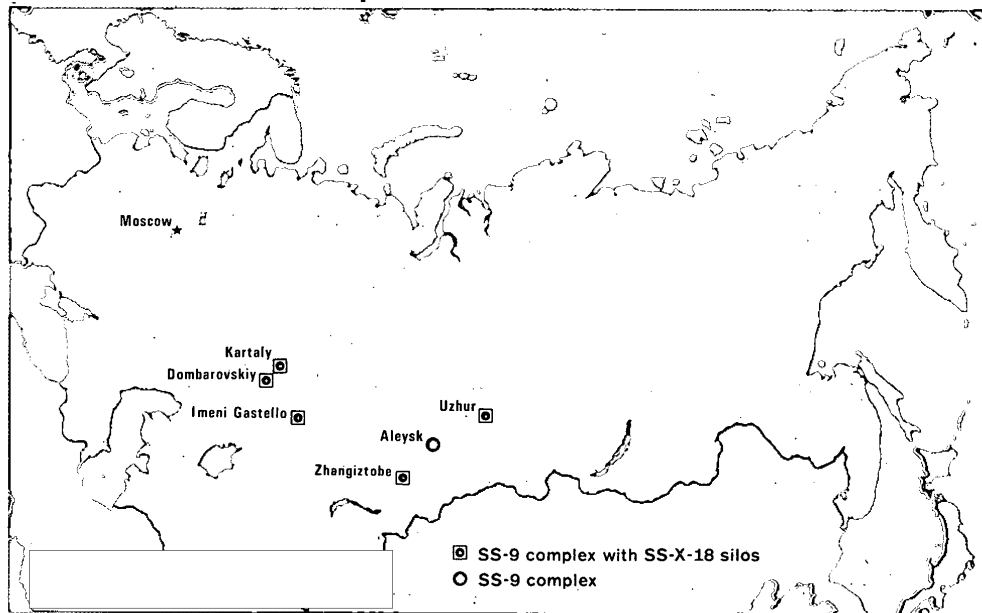 Moscow
Kartaly
Dombarovskiy
Imeni Gastello
Uzhur
Aleysk
Zhangiztobe
SS-9 complex with SS-X-18 silos
SS-9 complex